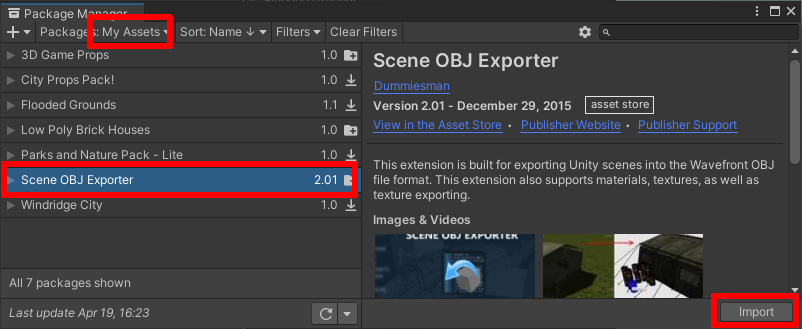 Package Manager
Packages: My Assets Sort: Name ↓ Filters Clear Filters
3D Game Props 1.0
City Props Pack! 1.0
Flooded Grounds 1.1
Low Poly Brick Houses 1.0
Parks and Nature Pack - Lite 1.0
Scene OBJ Exporter 2.01
Windridge City 1.0
All 7 packages shown
Last update Apr 19, 16:23
Scene OBJ Exporter
Dummiesman
Version 2.01 - December 29, 2015 asset store
View in the Asset Store • Publisher Website • Publisher Support
This extension is built for exporting Unity scenes into the Wavefront OBJ
file format. This extension also supports materials, textures, as well as
texture exporting.
Images & Videos
SCENE OBJ EXPORTER
Import